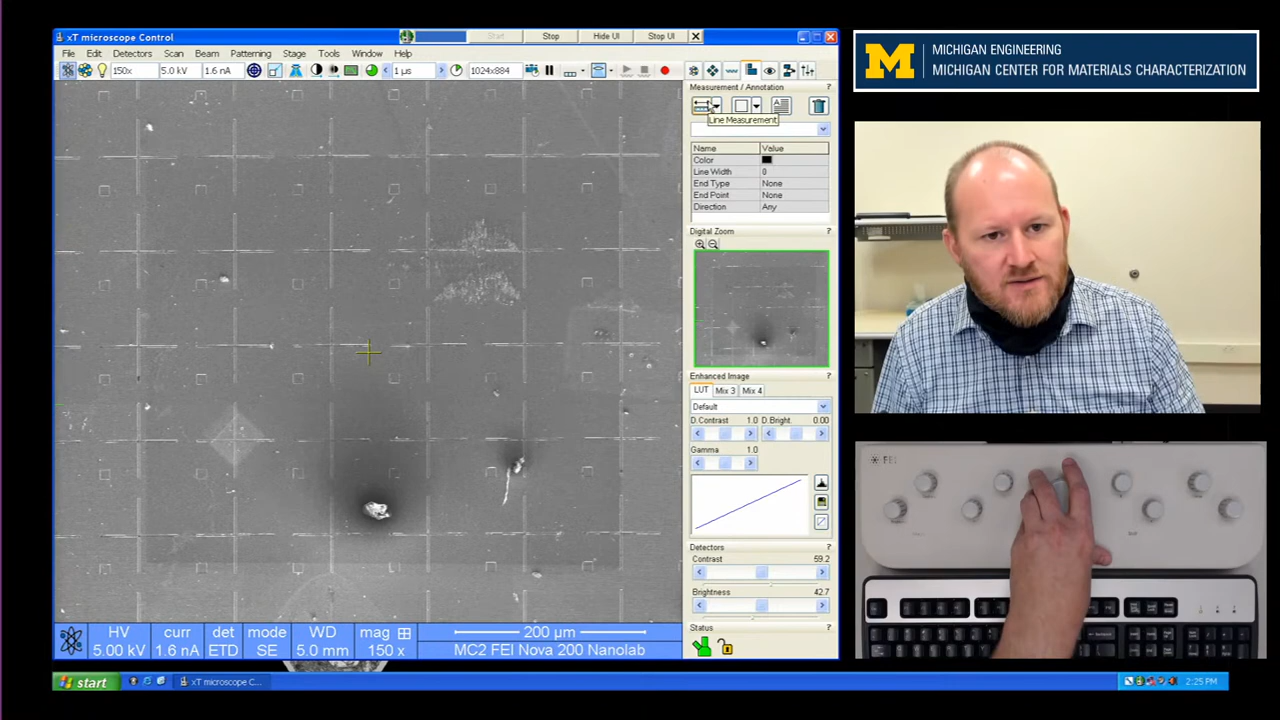 xT microscope Control
Start Stop Hide UI Stop UI
File Edit Detectors Scan Beam Patterning Stage Tools Window Help
150x 5.0 kV 1.6 nA 1 µs 1024x884
Measurement / Annotation ?
Line Measurement
Name Value
Color
Line Width 0
End Type None
End Point None
Direction Any
Digital Zoom ?
Enhanced Image ?
LUT Mix 3 Mix 4
Default
D.Contrast 1.0 D.Bright. 0.00
Gamma 1.0
Detectors ?
Contrast 59.2
Brightness 42.7
Status ?
HV curr det mode WD mag 200 µm
5.00 kV 1.6 nA ETD SE 5.0 mm 150 x MC2 FEI Nova 200 Nanolab
start xT microscope C... 2:25 PM
M MICHIGAN ENGINEERING
MICHIGAN CENTER FOR MATERIALS CHARACTERIZATION
FEI